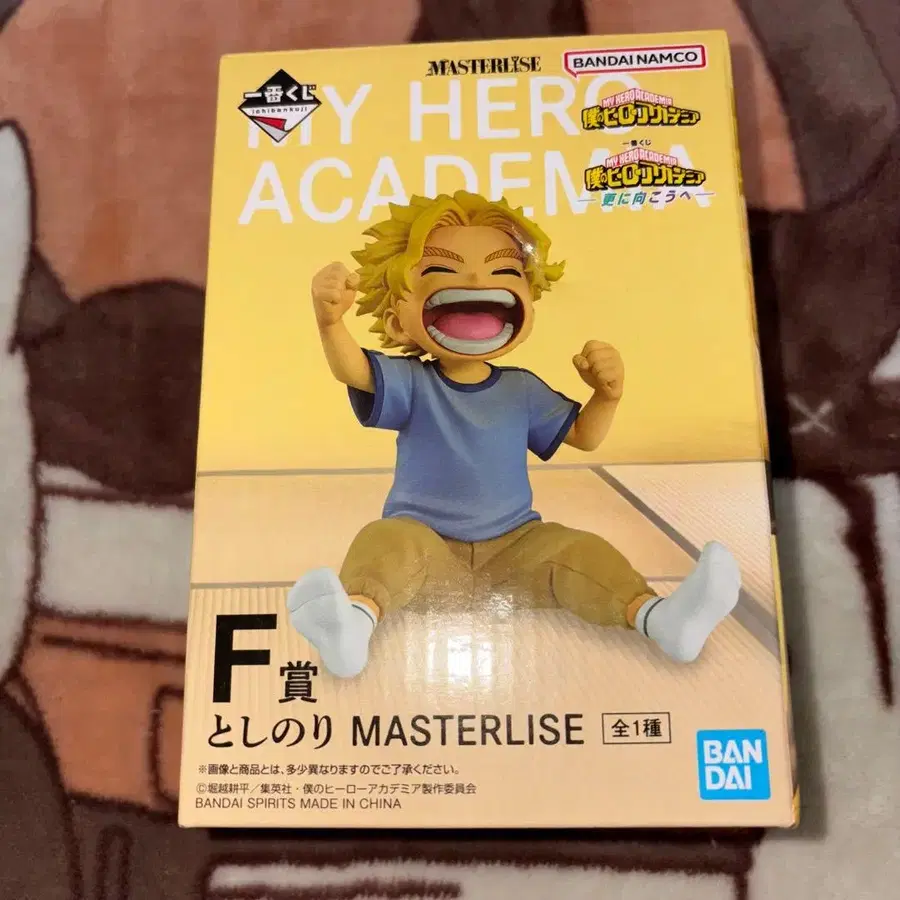 MASTERLISE
BANDAI NAMCO
一番くじ
ichibankuji
MY HERO
ACADEMIA
MY HERO ACADEMIA
僕のヒーローアカデミア
一番くじ
MY HERO ACADEMIA
僕のヒーローアカデミア
更に向こうへ
F賞
としのり MASTERLISE 全1種
※画像と商品とは、多少異なりますのでご了承ください。
©堀越耕平／集英社・僕のヒーローアカデミア製作委員会
BANDAI SPIRITS MADE IN CHINA
BAN
DAI